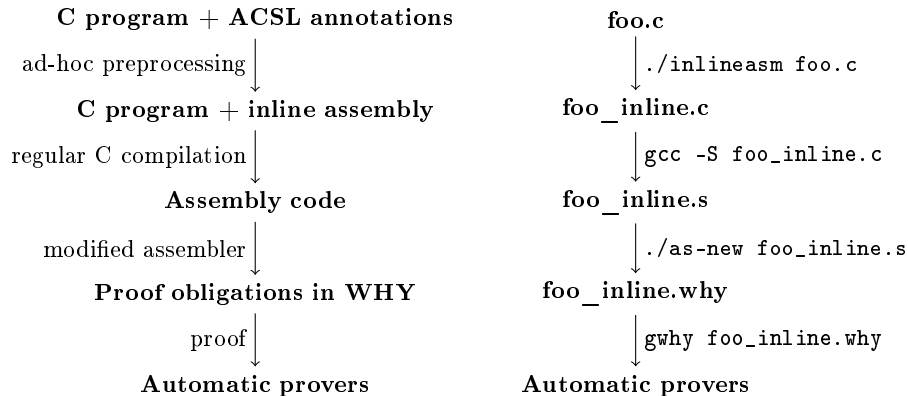 C program + ACSL annotations
foo.c
ad-hoc preprocessing
./inlineasm foo.c
C program + inline assembly
foo_inline.c
regular C compilation
gcc -S foo_inline.c
Assembly code
foo_inline.s
modified assembler
./as-new foo_inline.s
Proof obligations in WHY
foo_inline.why
proof
gwhy foo_inline.why
Automatic provers
Automatic provers